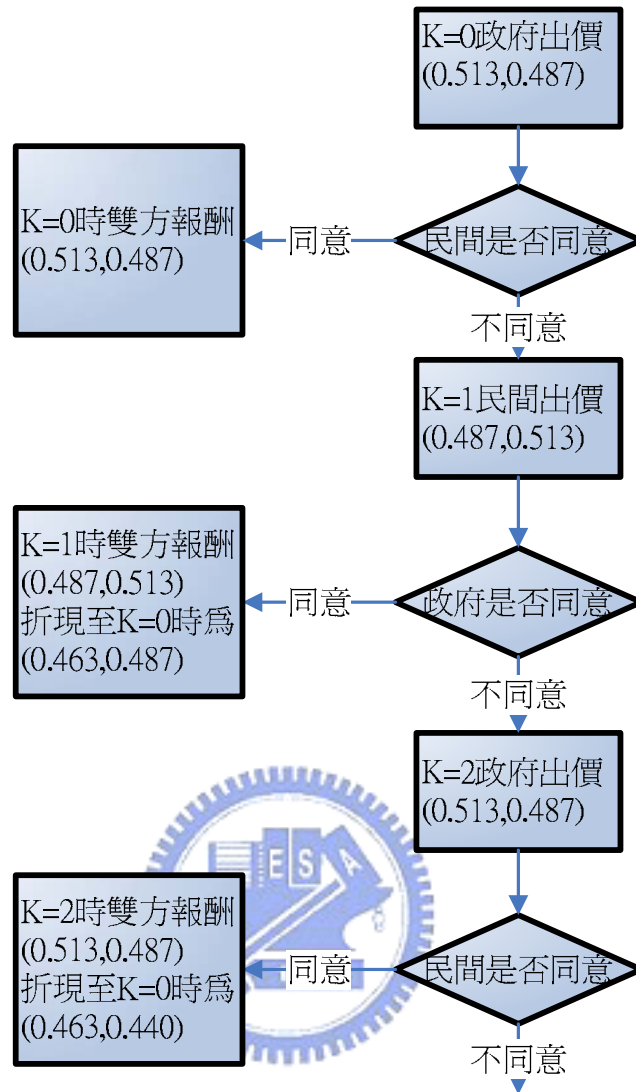 K=0政府出價
(0.513,0.487)
民間是否同意
同意
K=0時雙方報酬
(0.513,0.487)
不同意
K=1民間出價
(0.487,0.513)
政府是否同意
同意
K=1時雙方報酬
(0.487,0.513)
折現至K=0時為
(0.463,0.487)
不同意
K=2政府出價
(0.513,0.487)
民間是否同意
同意
K=2時雙方報酬
(0.513,0.487)
折現至K=0時為
(0.463,0.440)
不同意
E S A